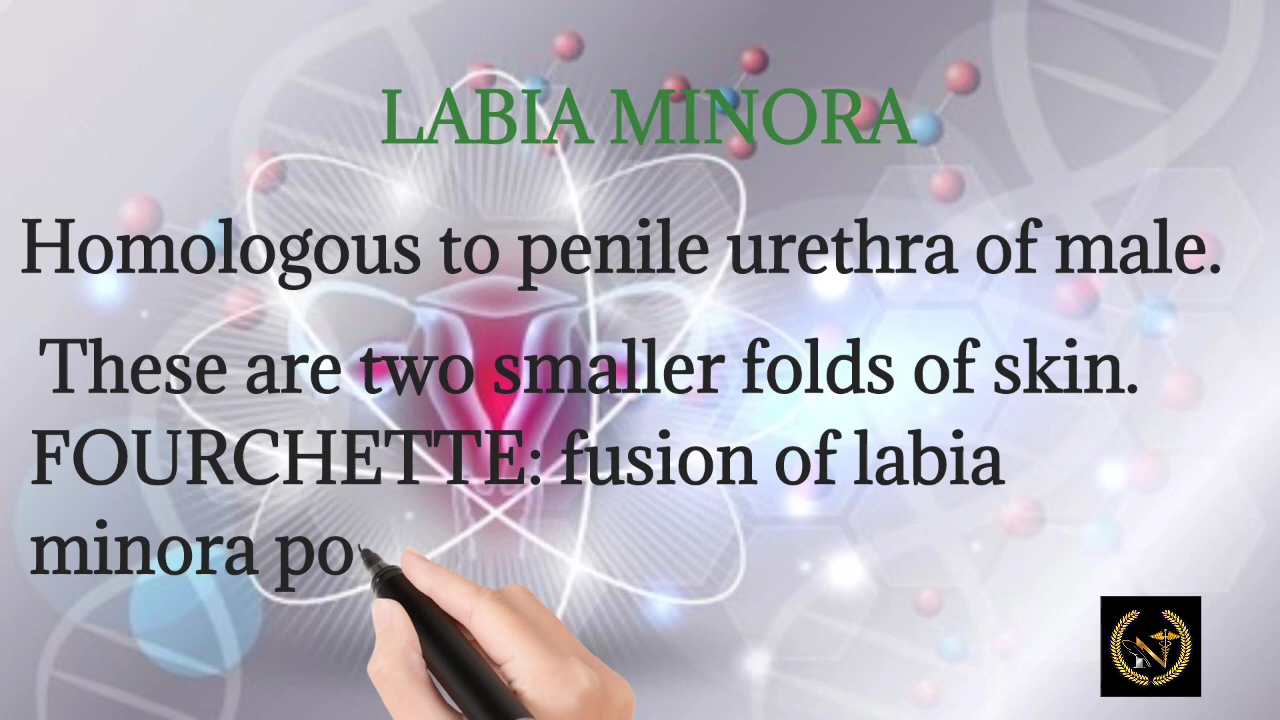 LABIA MINORA
Homologous to penile urethra of male.
These are two smaller folds of skin.
FOURCHETTE: fusion of labia
minora po